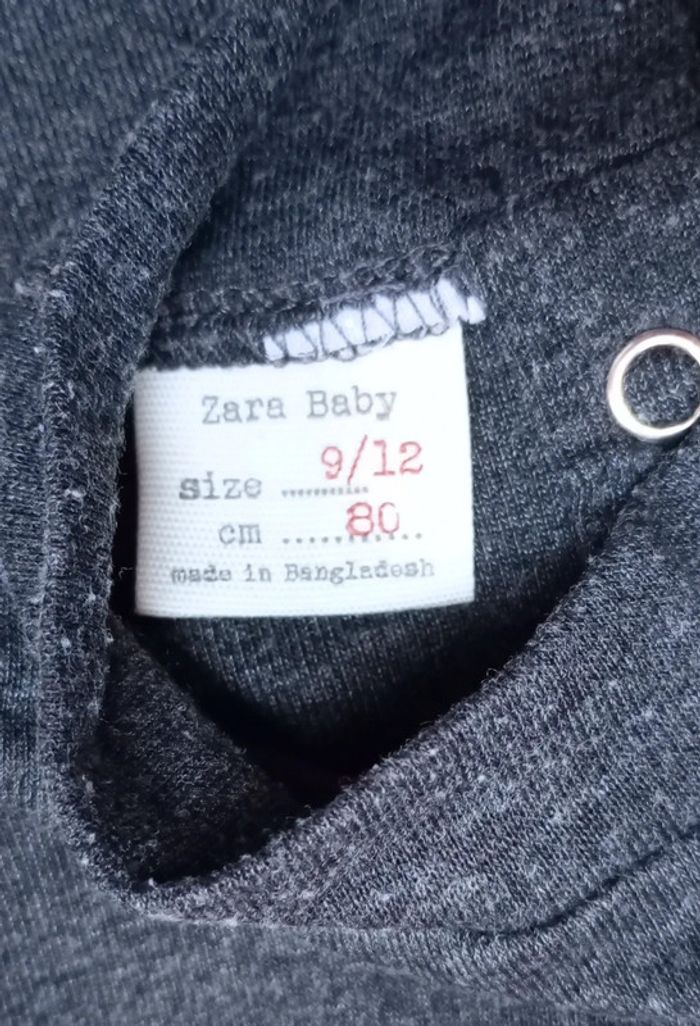 Zara Baby
size ........... 9/12
cm ............ 80
made in Bangladesh